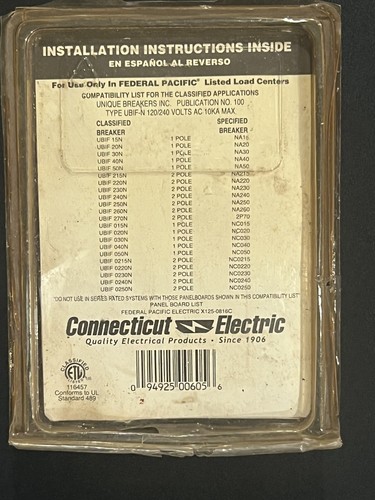 INSTALLATION INSTRUCTIONS INSIDE
EN ESPAÑOL AL REVERSO
For Use Only In FEDERAL PACIFIC® Listed Load Centers
COMPATIBILITY LIST FOR THE CLASSIFIED APPLICATIONS
UNIQUE BREAKERS INC. PUBLICATION NO. 100
TYPE UBIF-N 120/240 VOLTS AC 10KA MAX.
CLASSIFIED SPECIFIED
BREAKER BREAKER
UBIF 15N 1 POLE NA15
UBIF 20N 1 POLE NA20
UBIF 30N 1 POLE NA30
UBIF 40N 1 POLE NA40
UBIF 50N 1 POLE NA50
UBIF 215N 2 POLE NA215
UBIF 220N 2 POLE NA220
UBIF 230N 2 POLE NA230
UBIF 240N 2 POLE NA240
UBIF 250N 2 POLE NA250
UBIF 260N 2 POLE NA260
UBIF 270N 2 POLE 2P70
UBIF 015N 1 POLE NC015
UBIF 020N 1 POLE NC020
UBIF 030N 1 POLE NC030
UBIF 040N 1 POLE NC040
UBIF 050N 1 POLE NC050
UBIF 0215N 2 POLE NC0215
UBIF 0220N 2 POLE NC0220
UBIF 0230N 2 POLE NC0230
UBIF 0240N 2 POLE NC0240
UBIF 0250N 2 POLE NC0250
"DO NOT USE IN SERIES RATED SYSTEMS WITH THOSE PANELBOARDS SHOWN IN THIS COMPATIBILITY LIST"
PANEL BOARD LIST
FEDERAL PACIFIC ELECTRIC X125-0816C
Connecticut Electric
Quality Electrical Products • Since 1906
CLASSIFIED
ETL
116457
Conforms to UL
Standard 489
0 94925 00605 6